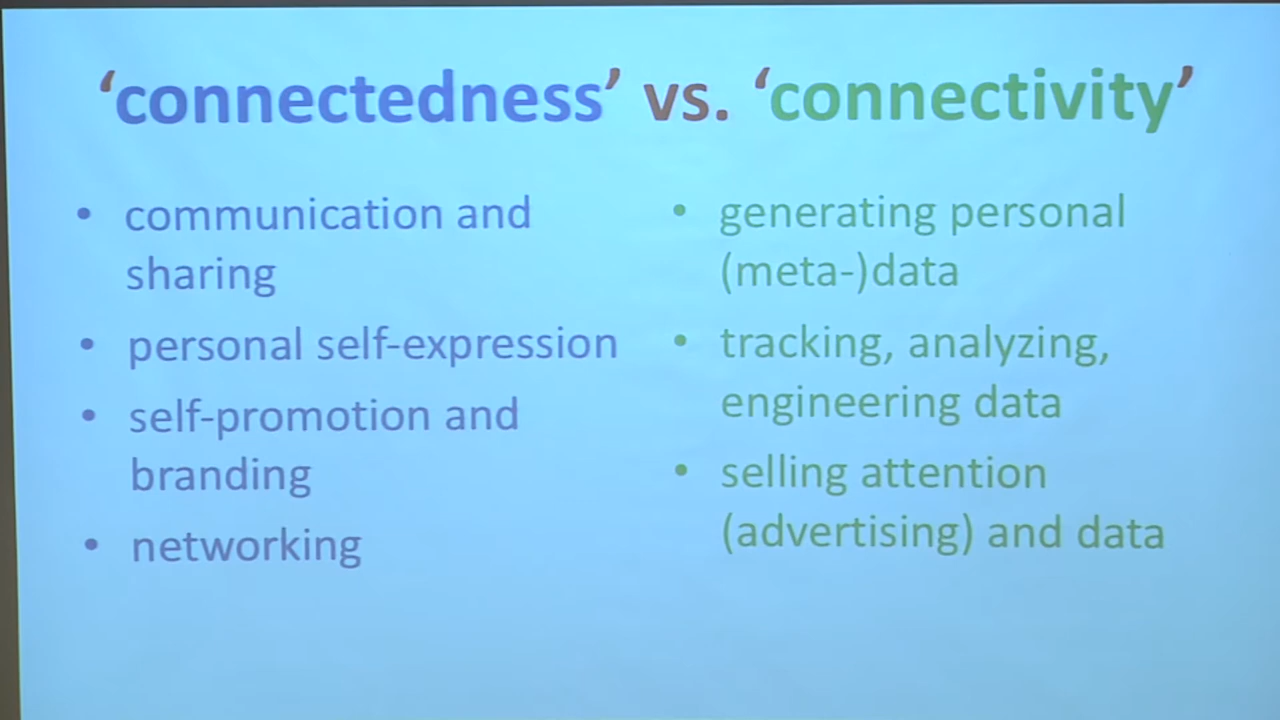 ‘connectedness’ vs. ‘connectivity’
• communication and
sharing
• personal self-expression
• self-promotion and
branding
• networking
• generating personal
(meta-)data
• tracking, analyzing,
engineering data
• selling attention
(advertising) and data